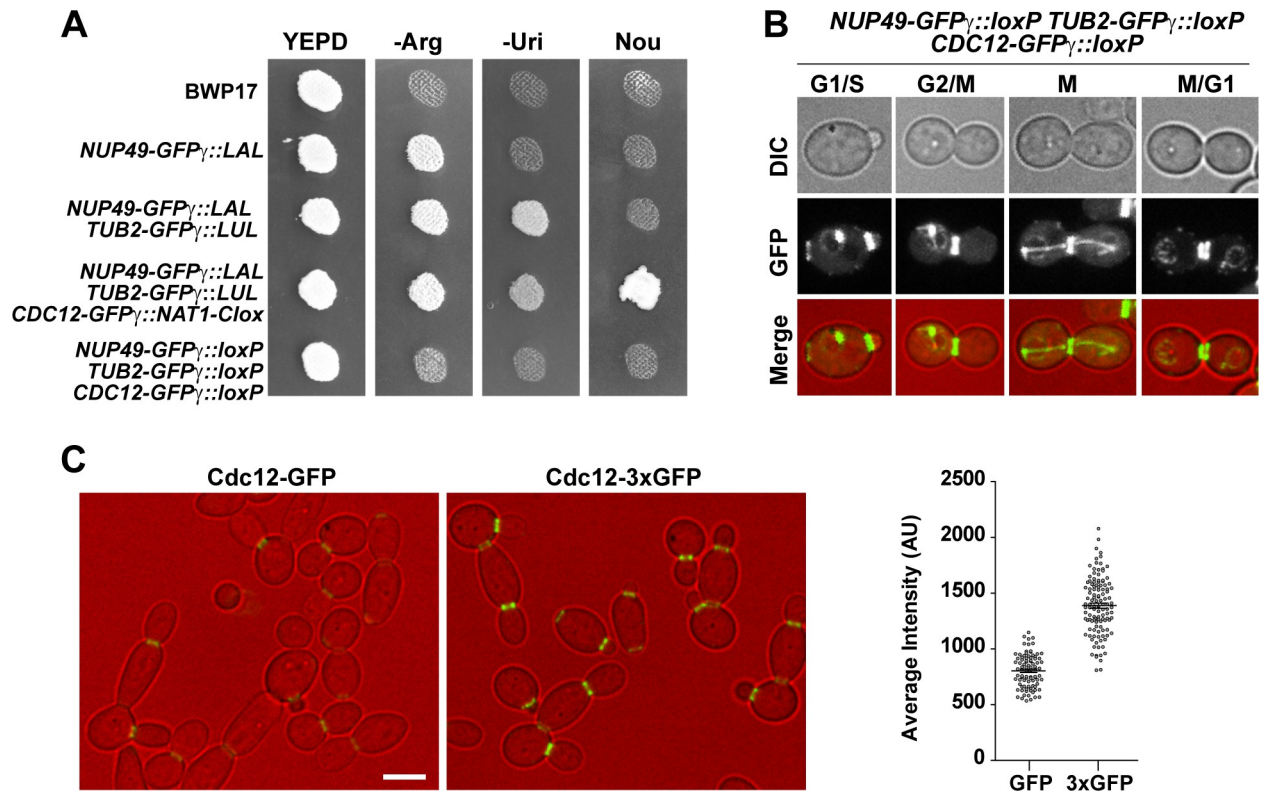 A
YEPD -Arg -Uri Nou
BWP17
NUP49-GFPγ::LAL
NUP49-GFPγ::LAL
TUB2-GFPγ::LUL
NUP49-GFPγ::LAL
TUB2-GFPγ::LUL
CDC12-GFPγ::NAT1-Clox
NUP49-GFPγ::loxP
TUB2-GFPγ::loxP
CDC12-GFPγ::loxP
B
NUP49-GFPγ::loxP TUB2-GFPγ::loxP
CDC12-GFPγ::loxP
G1/S G2/M M M/G1
DIC
GFP
Merge
C
Cdc12-GFP Cdc12-3xGFP
Average Intensity (AU)
2500
2000
1500
1000
500
0
GFP 3xGFP